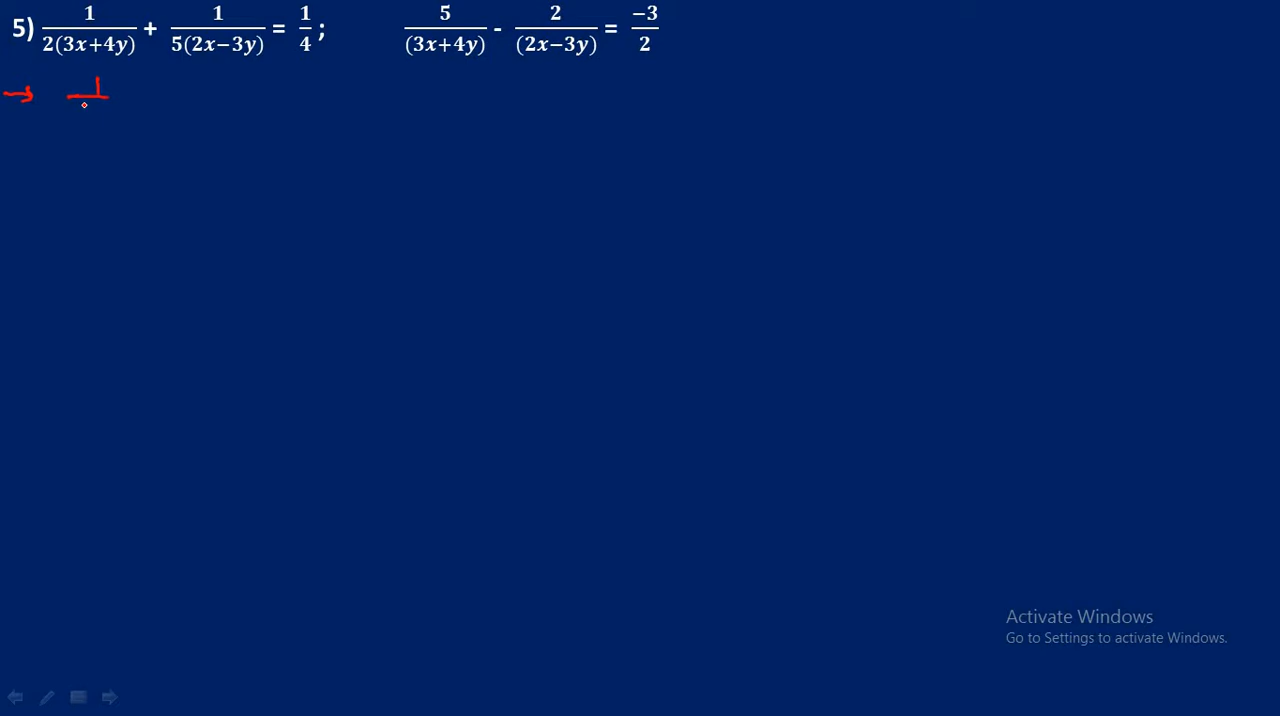 5) 1/2(3x+4y) + 1/5(2x−3y) = 1/4 ; 5/(3x+4y) - 2/(2x−3y) = −3/2
→ 1/
Activate Windows
Go to Settings to activate Windows.